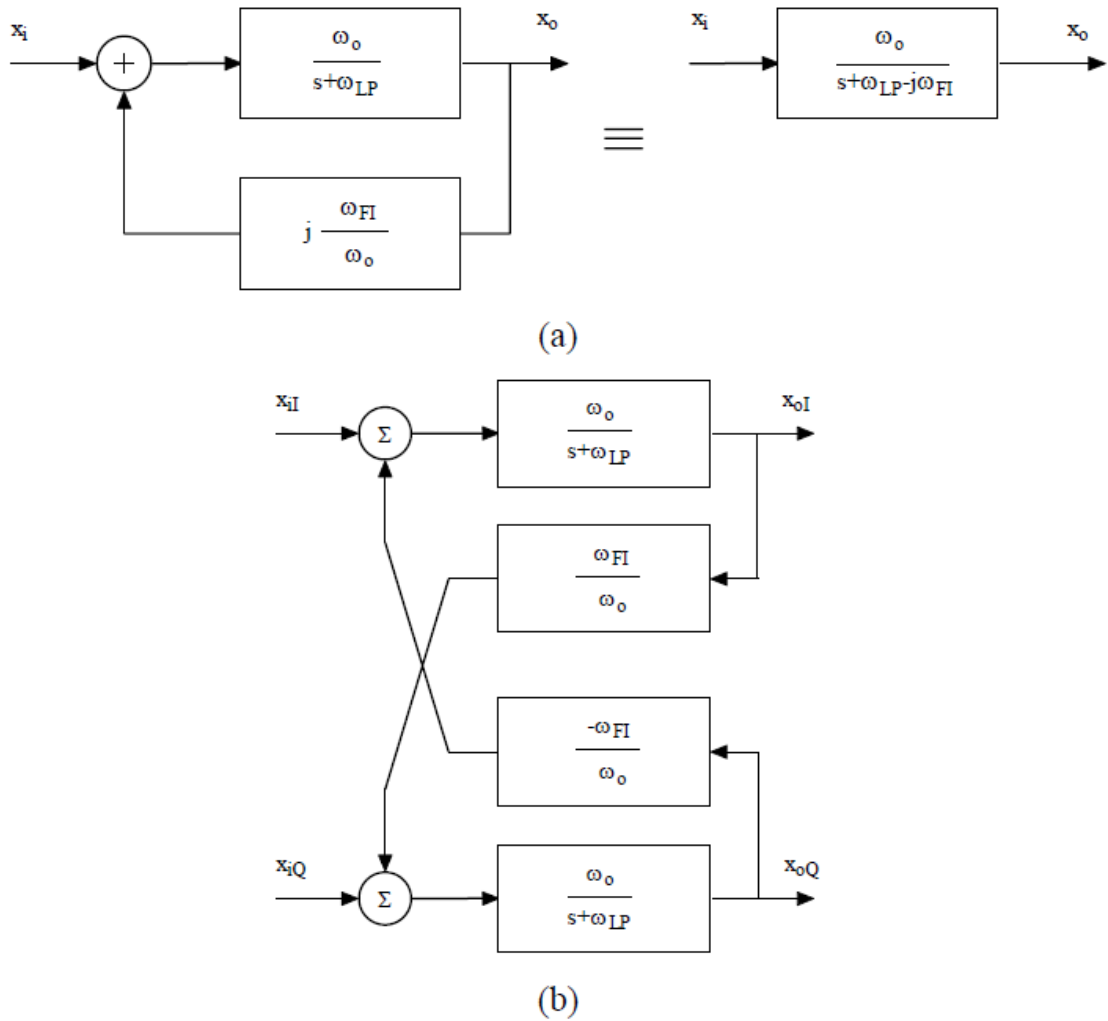 xi
+
ωo
s+ωLP
xo
j ωFI
ωo
≡
xi
ωo
s+ωLP-jωFI
xo
(a)
xiI
Σ
ωo
s+ωLP
xoI
ωFI
ωo
-ωFI
ωo
xiQ
Σ
ωo
s+ωLP
xoQ
(b)